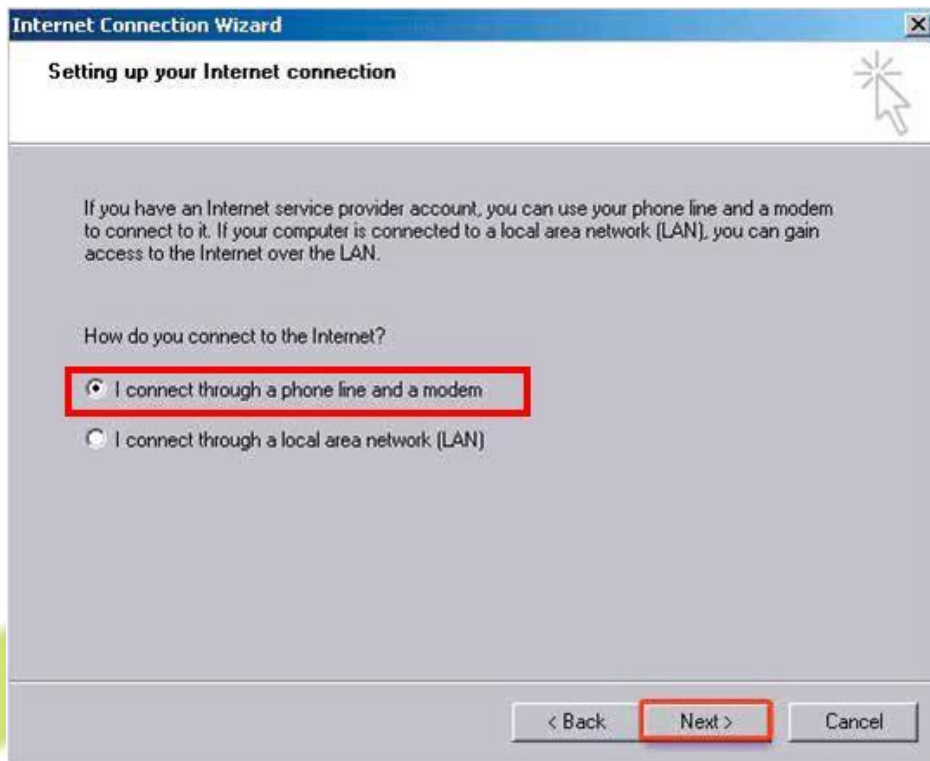 Internet Connection Wizard
Setting up your Internet connection
If you have an Internet service provider account, you can use your phone line and a modem
to connect to it. If your computer is connected to a local area network (LAN), you can gain
access to the Internet over the LAN.
How do you connect to the Internet?
I connect through a phone line and a modem
I connect through a local area network (LAN)
< Back Next > Cancel